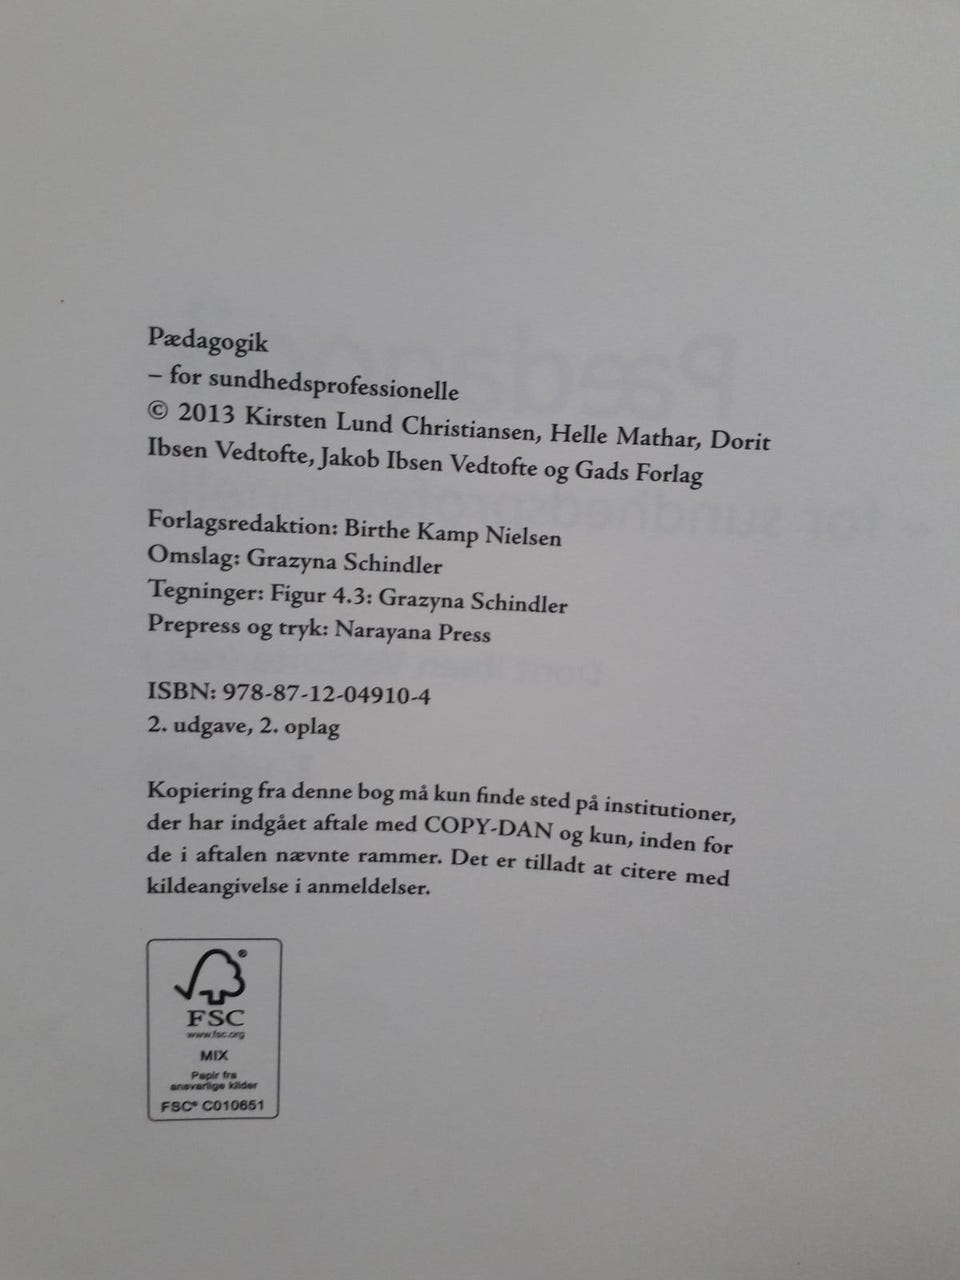 Pædagogik
– for sundhedsprofessionelle
© 2013 Kirsten Lund Christiansen, Helle Mathar, Dorit
Ibsen Vedtofte, Jakob Ibsen Vedtofte og Gads Forlag
Forlagsredaktion: Birthe Kamp Nielsen
Omslag: Grazyna Schindler
Tegninger: Figur 4.3: Grazyna Schindler
Prepress og tryk: Narayana Press
ISBN: 978-87-12-04910-4
2. udgave, 2. oplag
Kopiering fra denne bog må kun finde sted på institutioner,
der har indgået aftale med COPY-DAN og kun, inden for
de i aftalen nævnte rammer. Det er tilladt at citere med
kildeangivelse i anmeldelser.
®
FSC
www.fsc.org
MIX
Papir fra
ansvarlige kilder
FSC® C010651